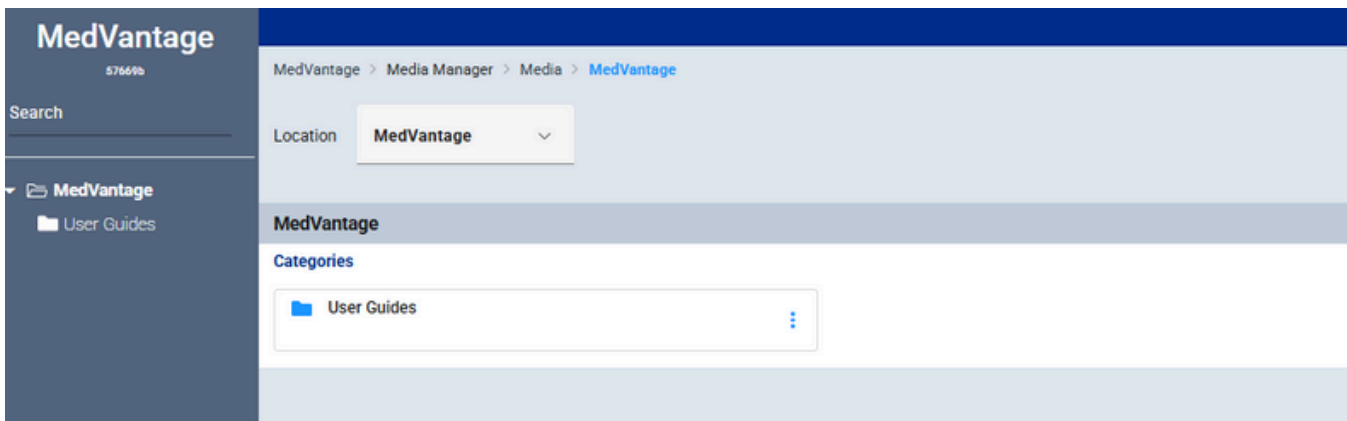 MedVantage
57669b
Search
MedVantage
User Guides
MedVantage > Media Manager > Media > MedVantage
Location MedVantage
MedVantage
Categories
User Guides